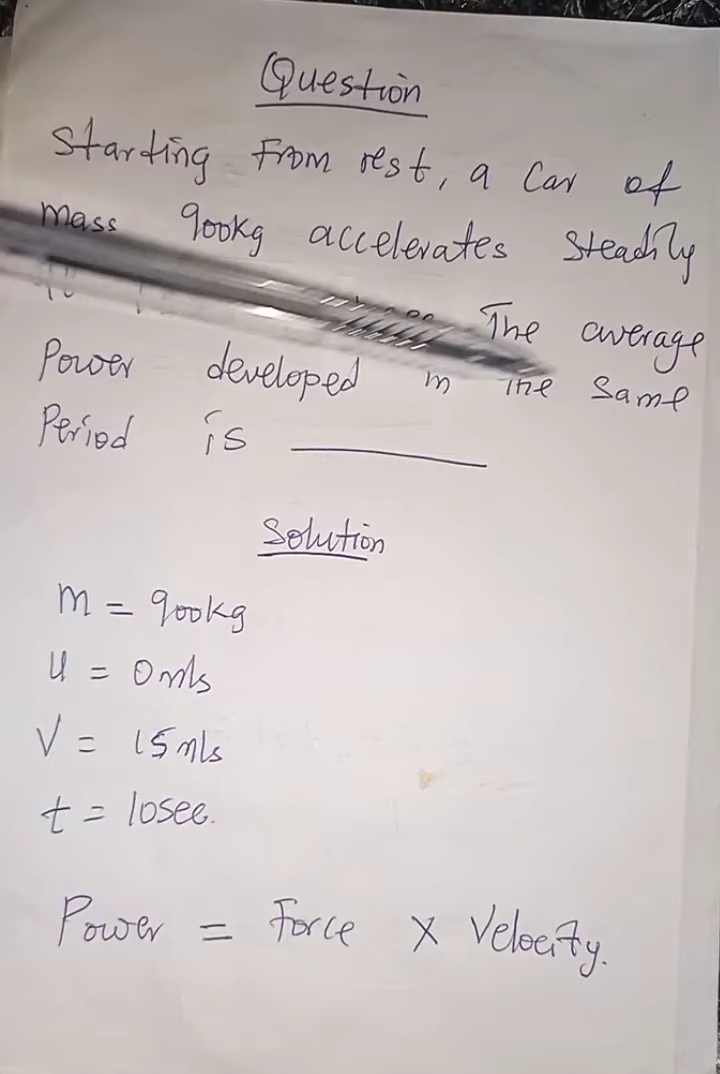 Question
Starting From rest, a Car of
mass 900kg accelerates steadily
The average
Power developed in the same
Period is
Solution
m = 900kg
u = 0m/s
V = 15m/s
t = 10sec.
Power = Force X Velocity.